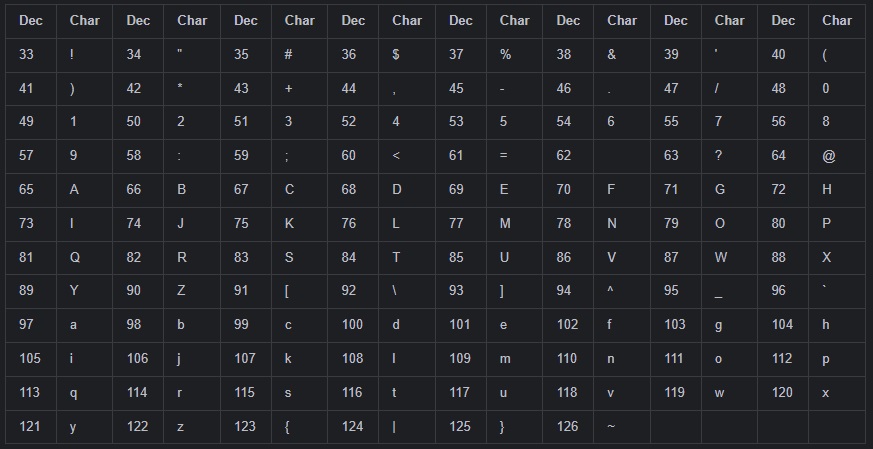 Dec Char Dec Char Dec Char Dec Char Dec Char Dec Char Dec Char Dec Char
33 ! 34 " 35 # 36 $ 37 % 38 & 39 ' 40 (
41 ) 42 * 43 + 44 , 45 - 46 . 47 / 48 0
49 1 50 2 51 3 52 4 53 5 54 6 55 7 56 8
57 9 58 : 59 ; 60 < 61 = 62 63 ? 64 @
65 A 66 B 67 C 68 D 69 E 70 F 71 G 72 H
73 I 74 J 75 K 76 L 77 M 78 N 79 O 80 P
81 Q 82 R 83 S 84 T 85 U 86 V 87 W 88 X
89 Y 90 Z 91 [ 92 \ 93 ] 94 ^ 95 _ 96 `
97 a 98 b 99 c 100 d 101 e 102 f 103 g 104 h
105 i 106 j 107 k 108 l 109 m 110 n 111 o 112 p
113 q 114 r 115 s 116 t 117 u 118 v 119 w 120 x
121 y 122 z 123 { 124 | 125 } 126 ~